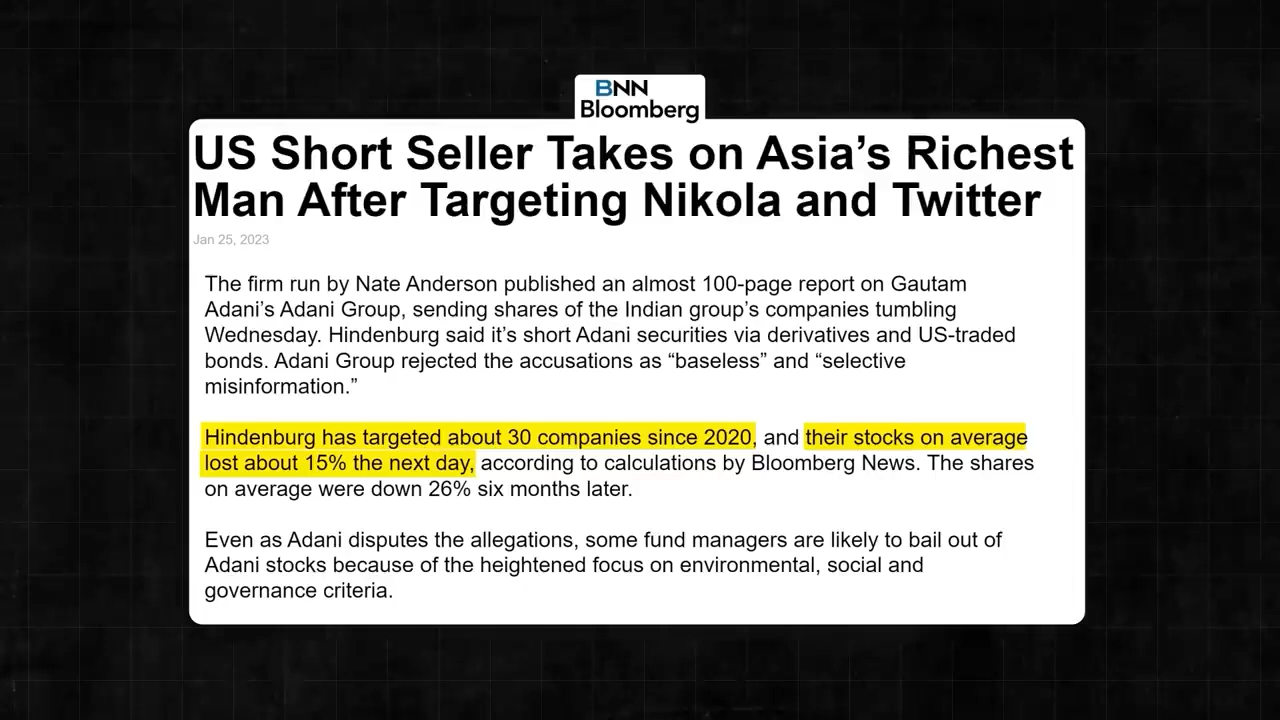 BNN
Bloomberg
US Short Seller Takes on Asia’s Richest
Man After Targeting Nikola and Twitter
Jan 25, 2023
The firm run by Nate Anderson published an almost 100-page report on Gautam
Adani’s Adani Group, sending shares of the Indian group’s companies tumbling
Wednesday. Hindenburg said it’s short Adani securities via derivatives and US-traded
bonds. Adani Group rejected the accusations as “baseless” and “selective
misinformation.”
Hindenburg has targeted about 30 companies since 2020, and their stocks on average
lost about 15% the next day, according to calculations by Bloomberg News. The shares
on average were down 26% six months later.
Even as Adani disputes the allegations, some fund managers are likely to bail out of
Adani stocks because of the heightened focus on environmental, social and
governance criteria.